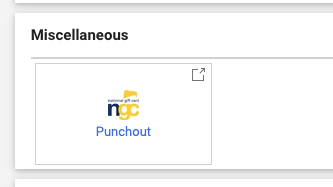 Miscellaneous
national gift card
ngc
Punchout